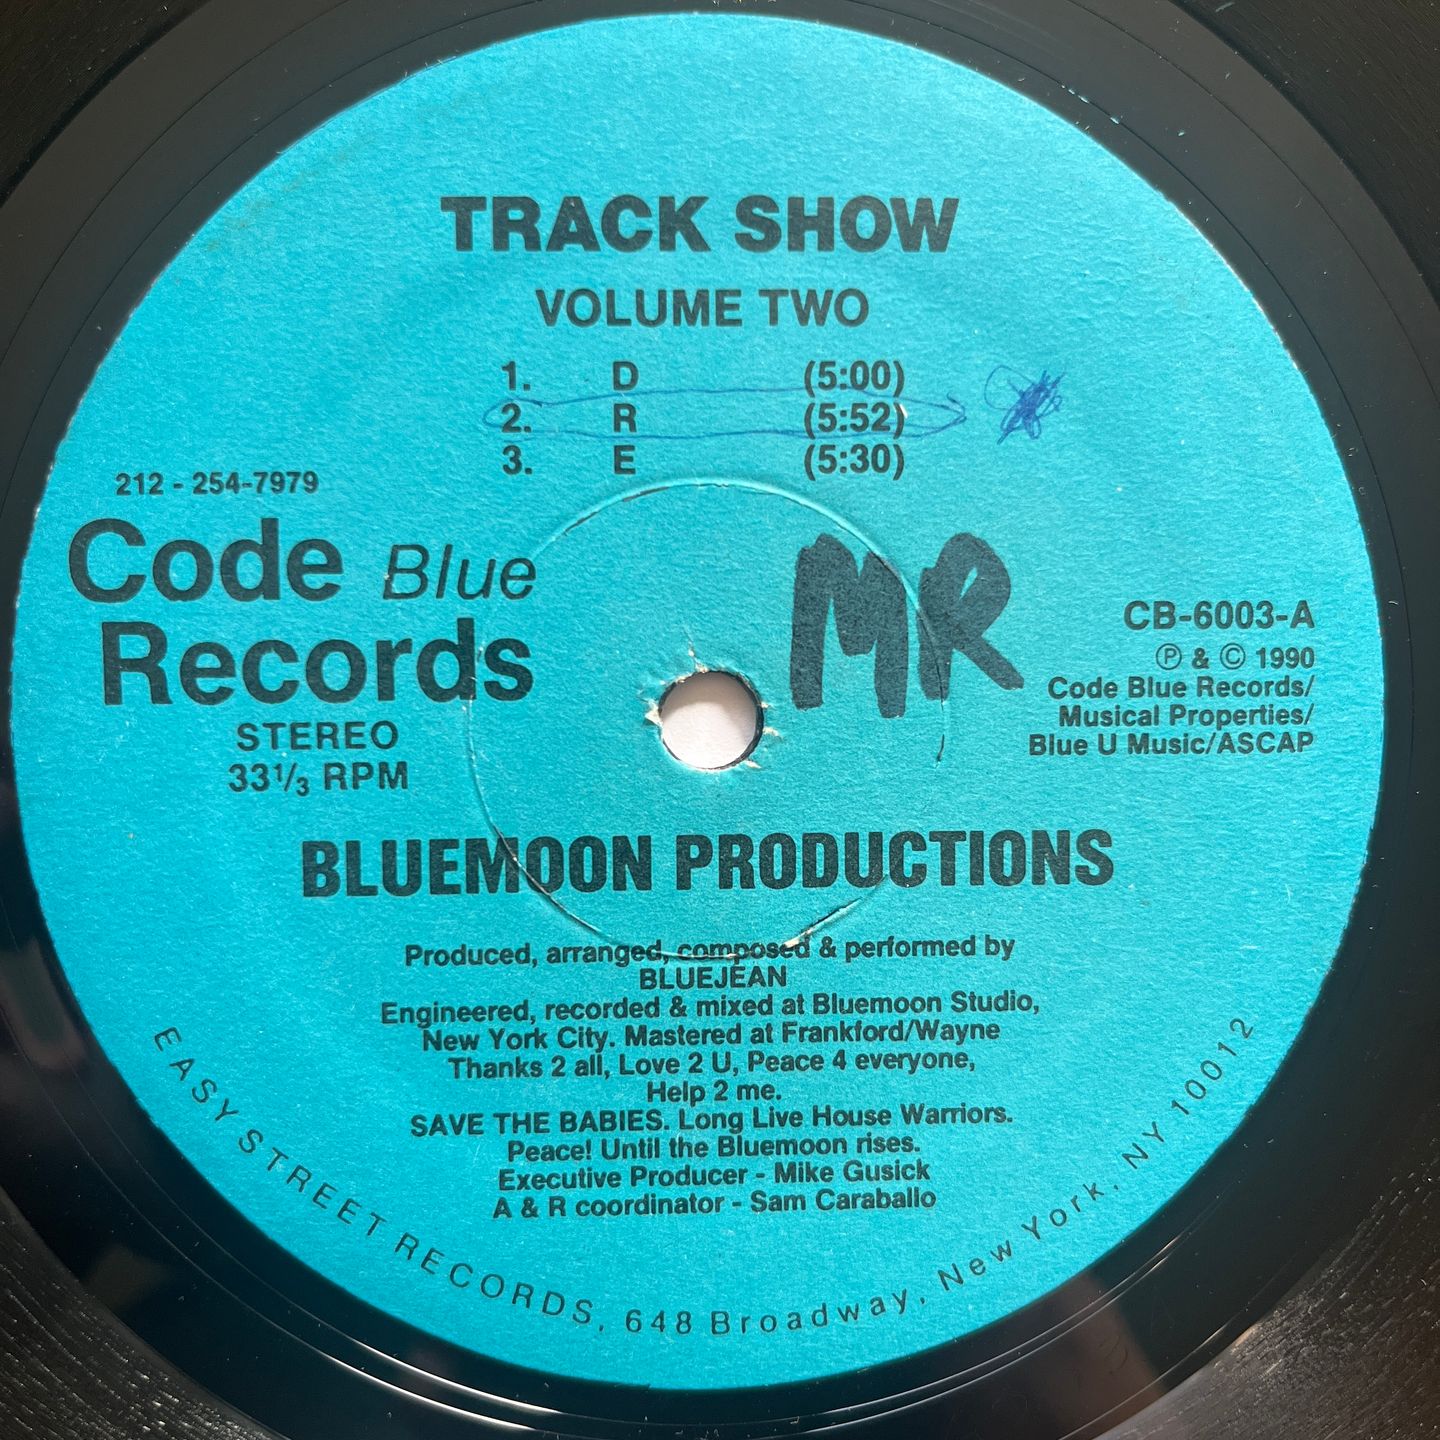 TRACK SHOW
VOLUME TWO
1. D (5:00)
2. R (5:52)
3. E (5:30)
212 - 254-7979
Code Blue
Records
STEREO
33⅓ RPM
MR
CB-6003-A
Ⓟ & © 1990
Code Blue Records/
Musical Properties/
Blue U Music/ASCAP
BLUEMOON PRODUCTIONS
Produced, arranged, composed & performed by
BLUEJEAN
Engineered, recorded & mixed at Bluemoon Studio,
New York City. Mastered at Frankford/Wayne
Thanks 2 all, Love 2 U, Peace 4 everyone,
Help 2 me.
SAVE THE BABIES. Long Live House Warriors.
Peace! Until the Bluemoon rises.
Executive Producer - Mike Gusick
A & R coordinator - Sam Caraballo
EASY STREET RECORDS, 648 Broadway, New York, NY 10012